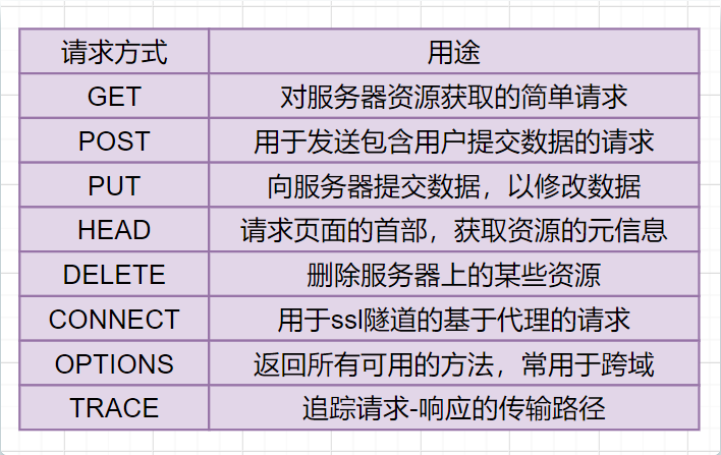 请求方式 用途
GET 对服务器资源获取的简单请求
POST 用于发送包含用户提交数据的请求
PUT 向服务器提交数据，以修改数据
HEAD 请求页面的首部，获取资源的元信息
DELETE 删除服务器上的某些资源
CONNECT 用于ssl隧道的基于代理的请求
OPTIONS 返回所有可用的方法，常用于跨域
TRACE 追踪请求-响应的传输路径